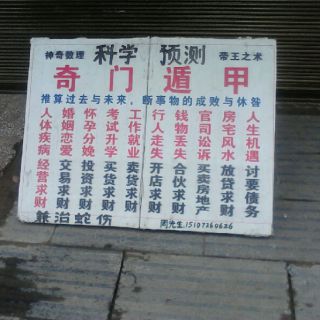 神奇数理 科学 预测 帝王之术
奇门遁甲
推算过去与未来，断事物的成败与休咎
人体疾病 婚姻恋爱 怀孕分娩 考试升学 工作就业 行人走失 钱物丢失 官司讼诉 房宅风水 人生机遇
经营求财 交易求财 投资求财 买货求财 卖货求财 开店求财 合伙求财 买卖房地产 放贷求财 讨要债务
兼治蛇伤
周先生 15107260626